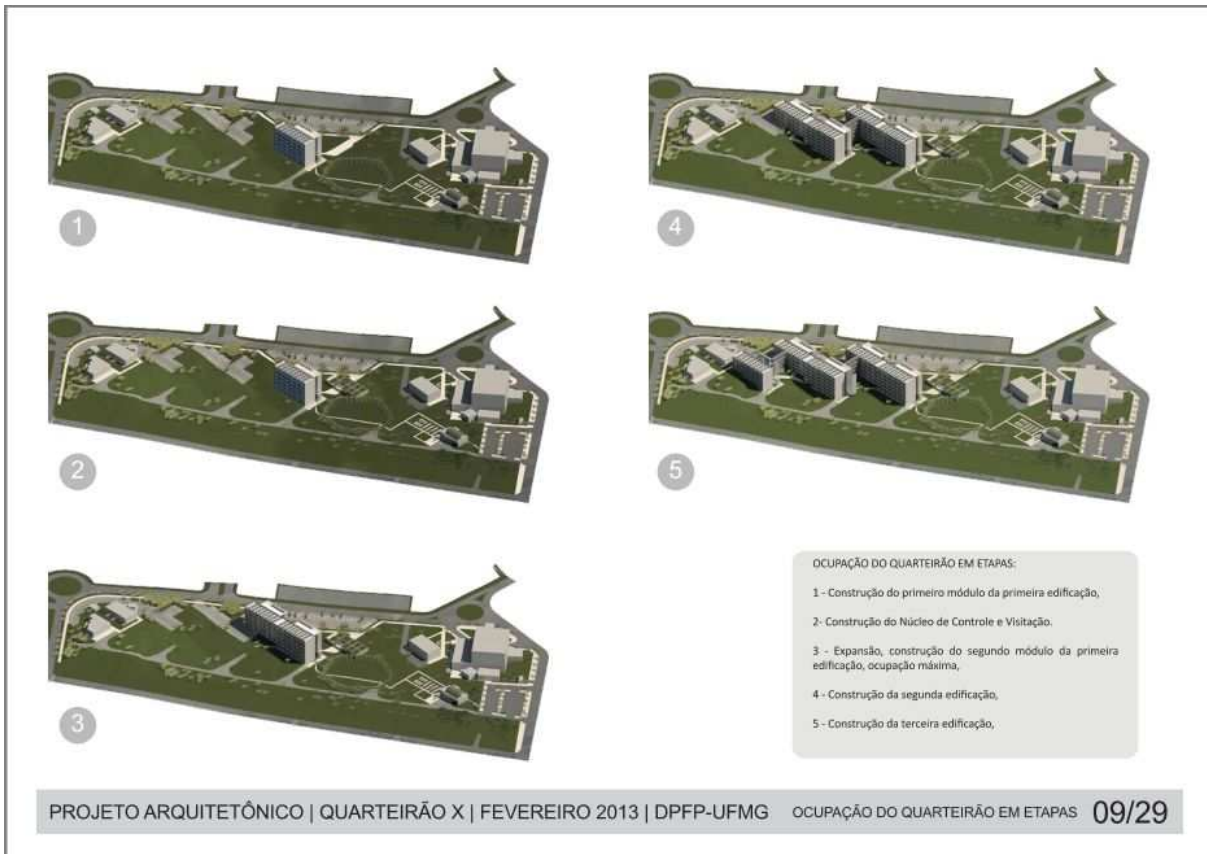 1
4
2
5
3
OCUPAÇÃO DO QUARTEIRÃO EM ETAPAS:
1 - Construção do primeiro módulo da primeira edificação,
2- Construção do Núcleo de Controle e Visitação.
3 - Expansão, construção do segundo módulo da primeira
edificação, ocupação máxima,
4 - Construção da segunda edificação,
5 - Construção da terceira edificação,
PROJETO ARQUITETÔNICO | QUARTEIRÃO X | FEVEREIRO 2013 | DPFP-UFMG OCUPAÇÃO DO QUARTEIRÃO EM ETAPAS 09/29